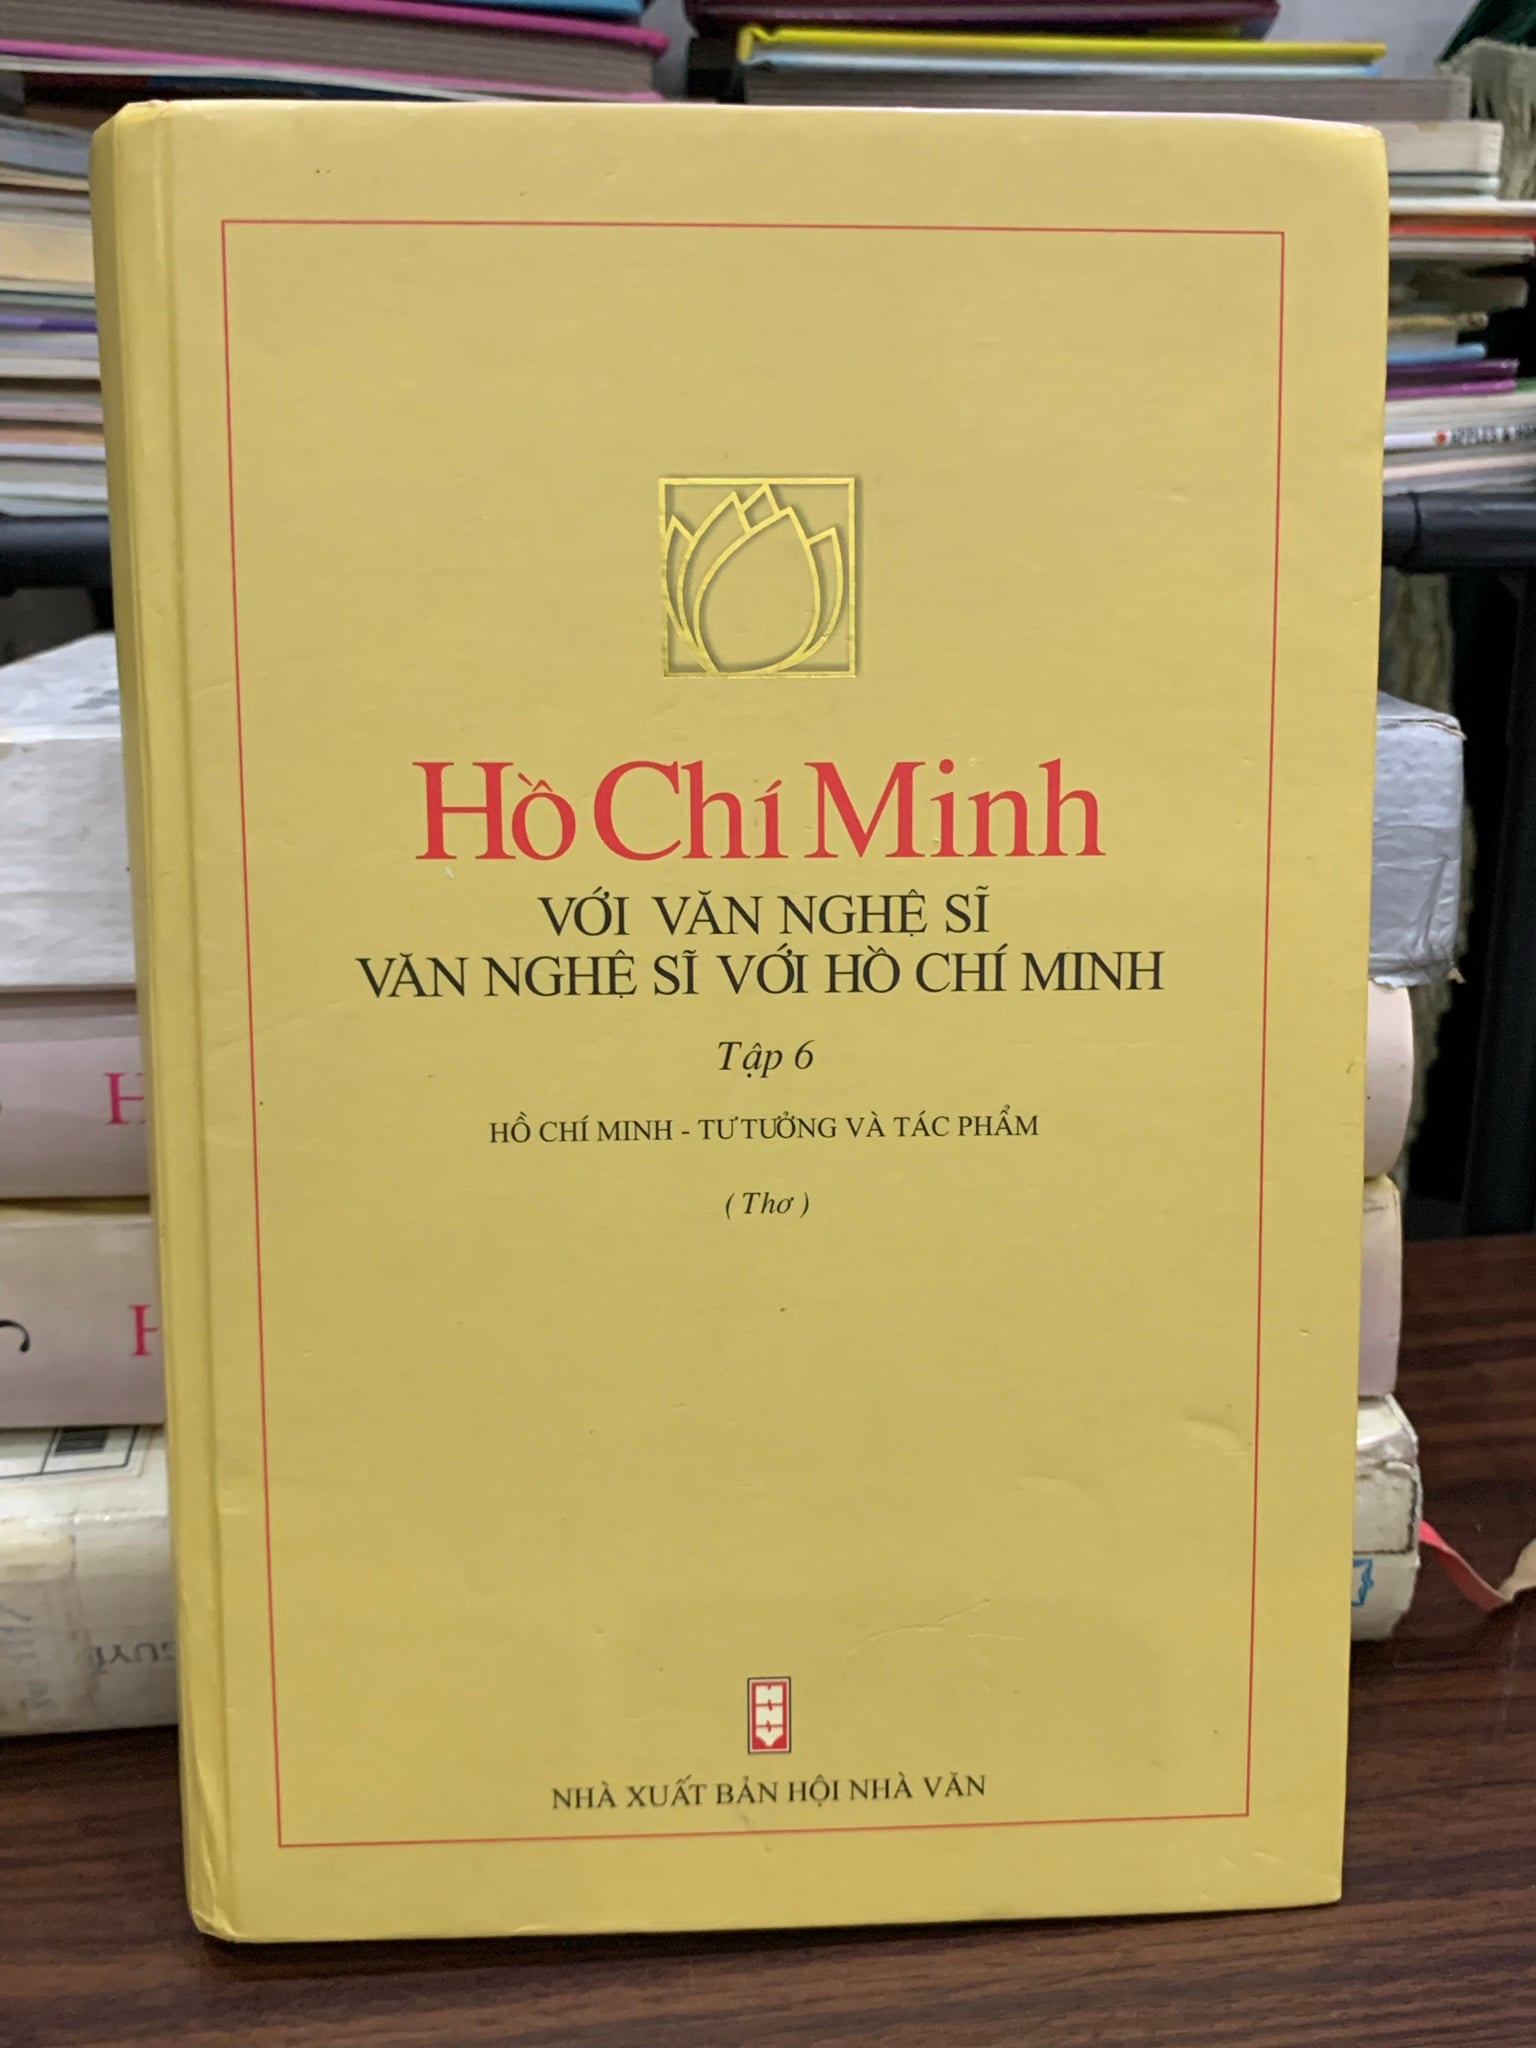 Hồ Chí Minh
VỚI VĂN NGHỆ SĨ
VĂN NGHỆ SĨ VỚI HỒ CHÍ MINH
Tập 6
HỒ CHÍ MINH - TƯ TƯỞNG VÀ TÁC PHẨM
( Thơ )
NHÀ XUẤT BẢN HỘI NHÀ VĂN
APPLES &
H
H